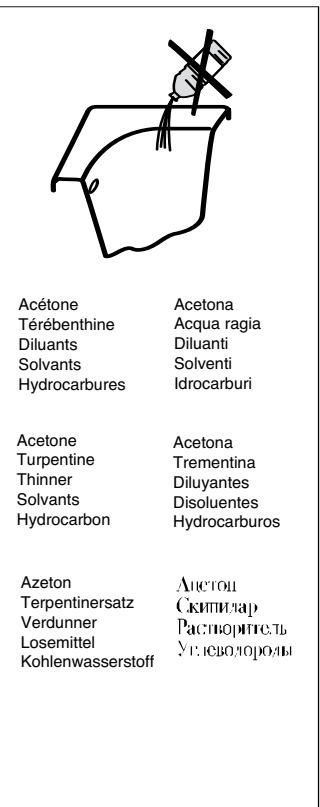 Acétone
Térébenthine
Diluants
Solvants
Hydrocarbures
Acetona
Acqua ragia
Diluanti
Solventi
Idrocarburi
Acetone
Turpentine
Thinner
Solvants
Hydrocarbon
Acetona
Trementina
Diluyantes
Disoluentes
Hydrocarburos
Azeton
Terpentinersatz
Verdunner
Losemittel
Kohlenwasserstoff
Ацетон
Скипилар
Растворитель
Углеводороды